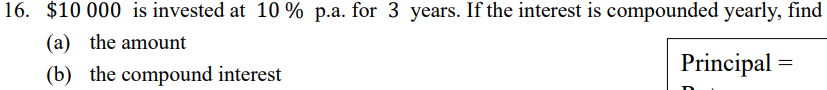 16. $10 000 is invested at 10 % p.a. for 3 years. If the interest is compounded yearly, find
(a) the amount
(b) the compound interest
Principal =